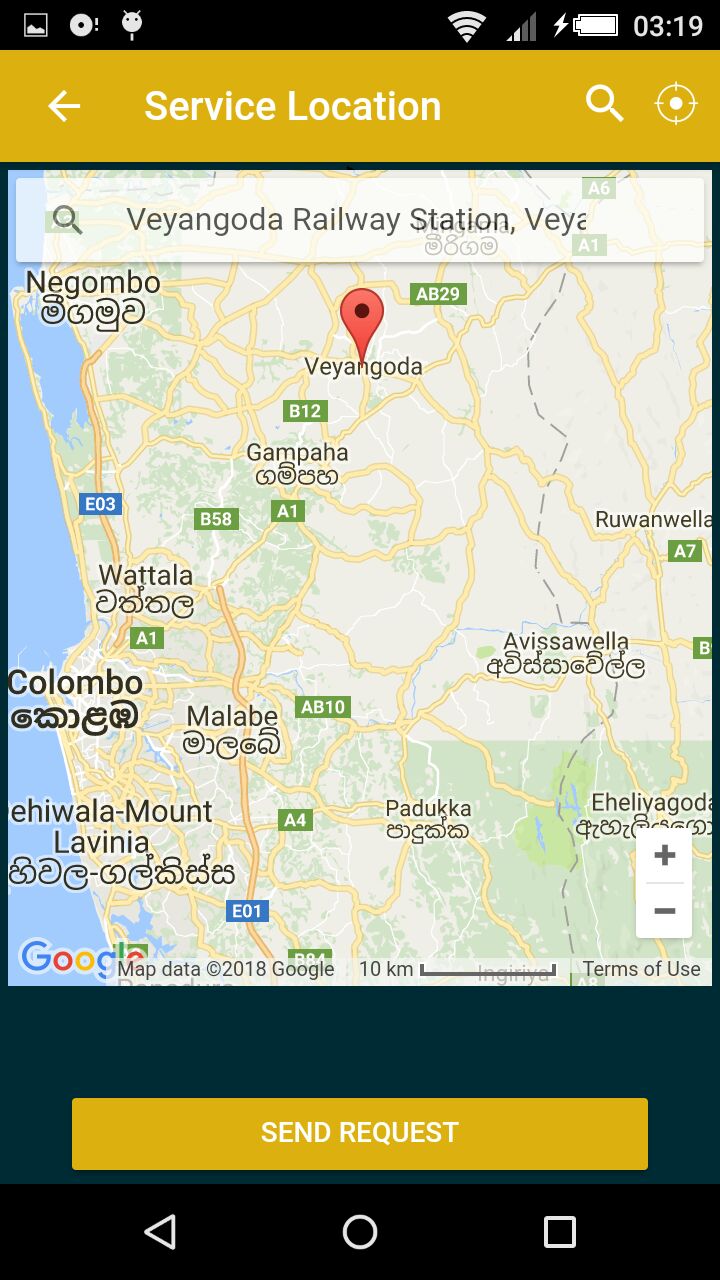 03:19
Service Location
A6
Veyangoda Railway Station, Veya
මීරිගම
A1
Negombo
මීගමුව
AB29
Veyangoda
B12
Gampaha
ගම්පහ
E03
B58
A1
Ruwanwella
A7
Wattala
වත්තල
A1
Avissawella
අවිස්සාවේල්ල
B
Colombo
කොළඹ
AB10
Malabe
මාලබේ
Padukka
පාදුක්ක
Eheliyagoda
ehiwala-Mount
Lavinia
හිවල-ගල්කිස්ස
A4
E01
B84
Google
Map data ©2018 Google
10 km
Ingiriya
A8
Terms of Use
SEND REQUEST